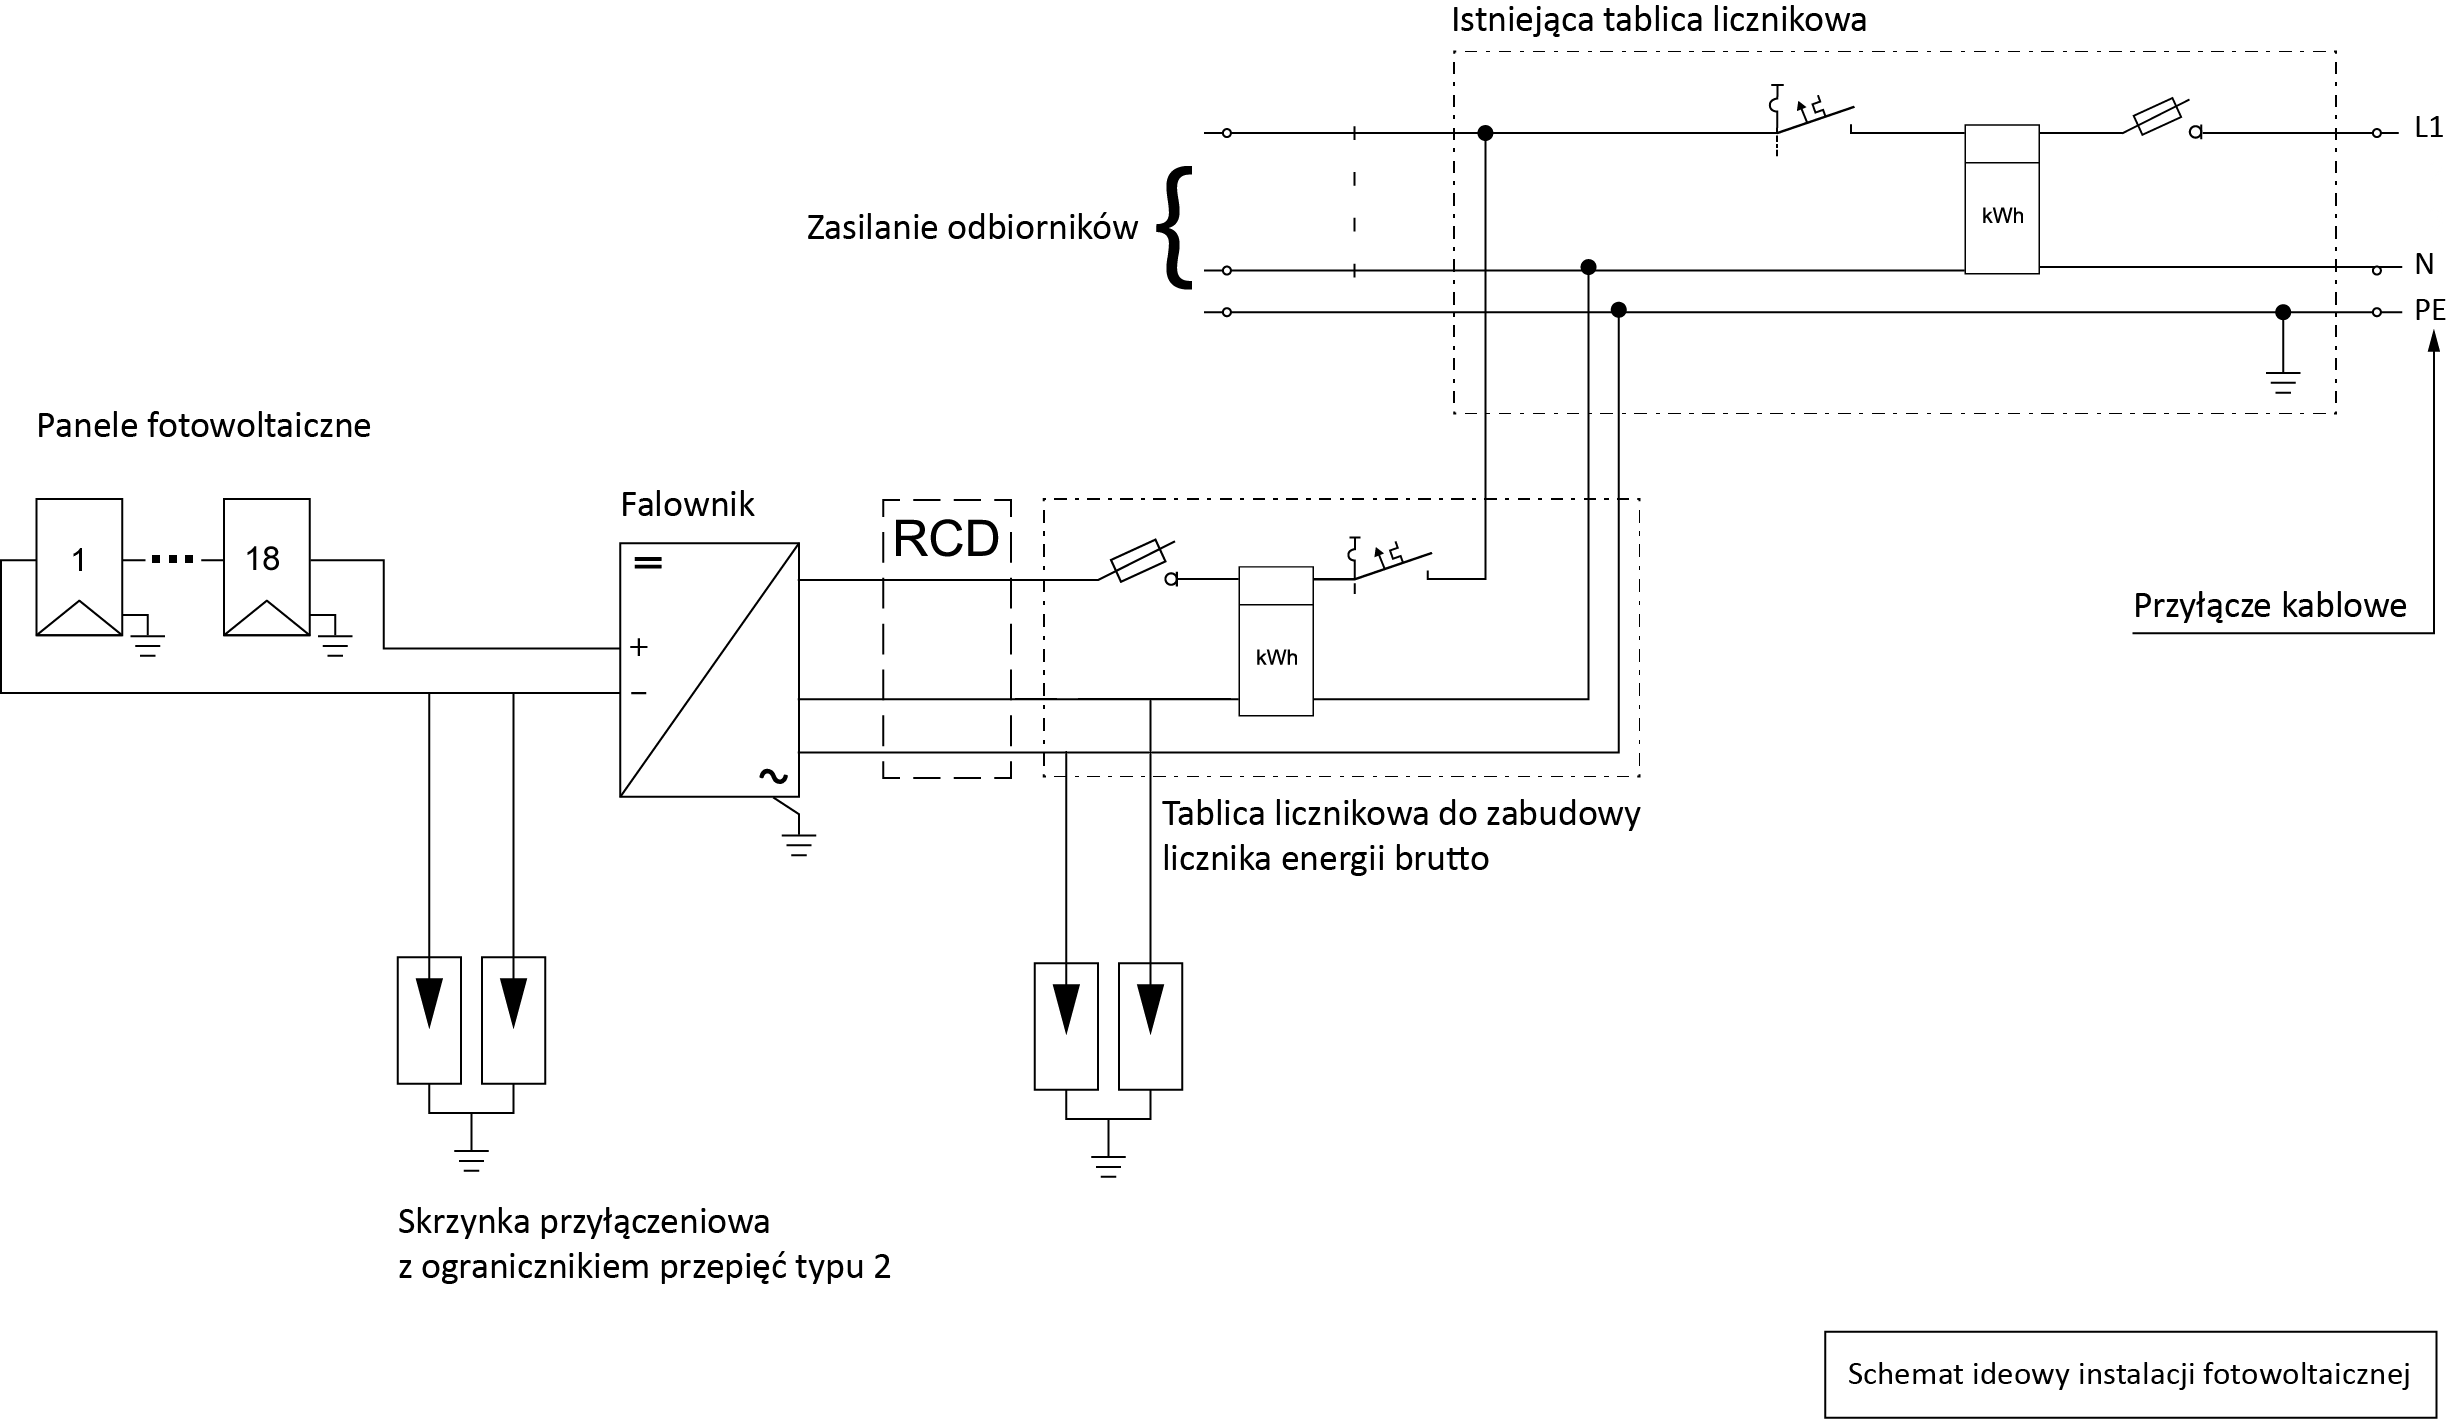 Istniejąca tablica licznikowa
L1
kWh
Zasilanie odbiorników
N
PE
Panele fotowoltaiczne
Falownik
RCD
1
18
=
+
kWh
Przyłącze kablowe
−
~
Tablica licznikowa do zabudowy
licznika energii brutto
Skrzynka przyłączeniowa
z ogranicznikiem przepięć typu 2
Schemat ideowy instalacji fotowoltaicznej